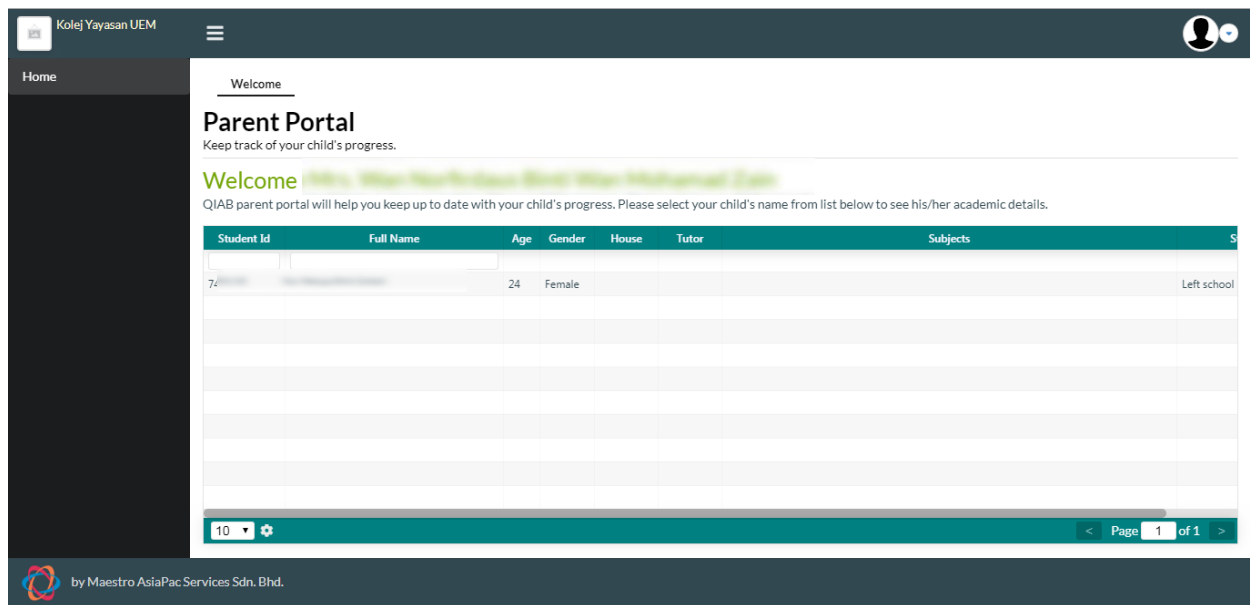 Kolej Yayasan UEM
Home
Welcome
Parent Portal
Keep track of your child's progress.
Welcome
QIAB parent portal will help you keep up to date with your child's progress. Please select your child's name from list below to see his/her academic details.
Student Id Full Name Age Gender House Tutor Subjects
24 Female Left school
10 < Page 1 of 1 >
by Maestro AsiaPac Services Sdn. Bhd.